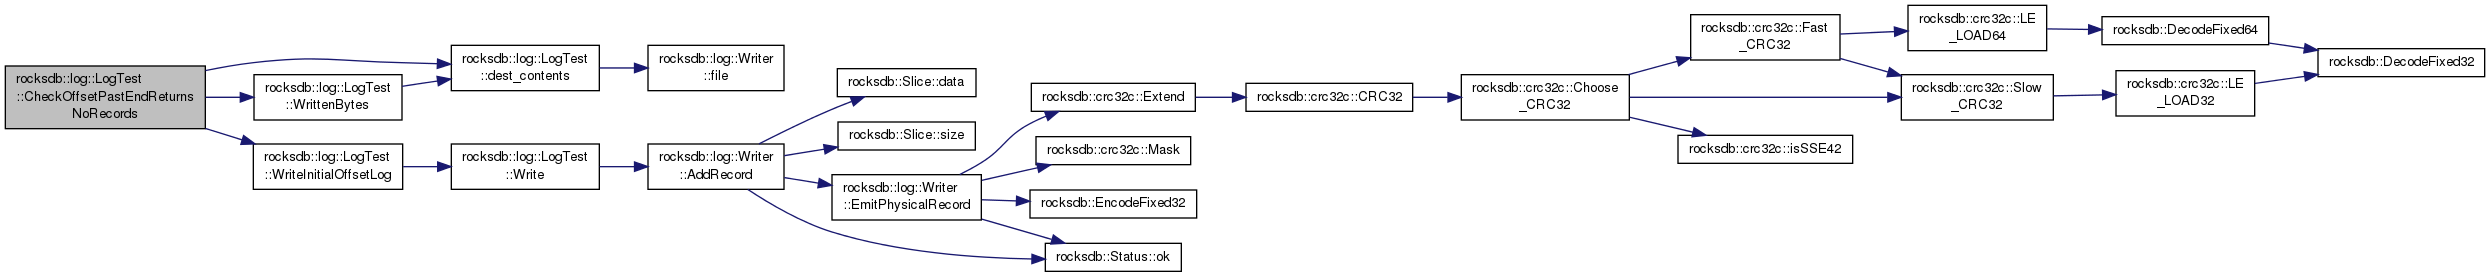 rocksdb::log::LogTest
::CheckOffsetPastEndReturns
NoRecords
rocksdb::log::LogTest
::dest_contents
rocksdb::log::LogTest
::WrittenBytes
rocksdb::log::LogTest
::WriteInitialOffsetLog
rocksdb::log::Writer
::file
rocksdb::log::LogTest
::Write
rocksdb::log::Writer
::AddRecord
rocksdb::Slice::data
rocksdb::Slice::size
rocksdb::log::Writer
::EmitPhysicalRecord
rocksdb::crc32c::Extend
rocksdb::crc32c::Mask
rocksdb::EncodeFixed32
rocksdb::Status::ok
rocksdb::crc32c::CRC32
rocksdb::crc32c::Choose
_CRC32
rocksdb::crc32c::Fast
_CRC32
rocksdb::crc32c::isSSE42
rocksdb::crc32c::LE
_LOAD64
rocksdb::crc32c::Slow
_CRC32
rocksdb::DecodeFixed64
rocksdb::crc32c::LE
_LOAD32
rocksdb::DecodeFixed32